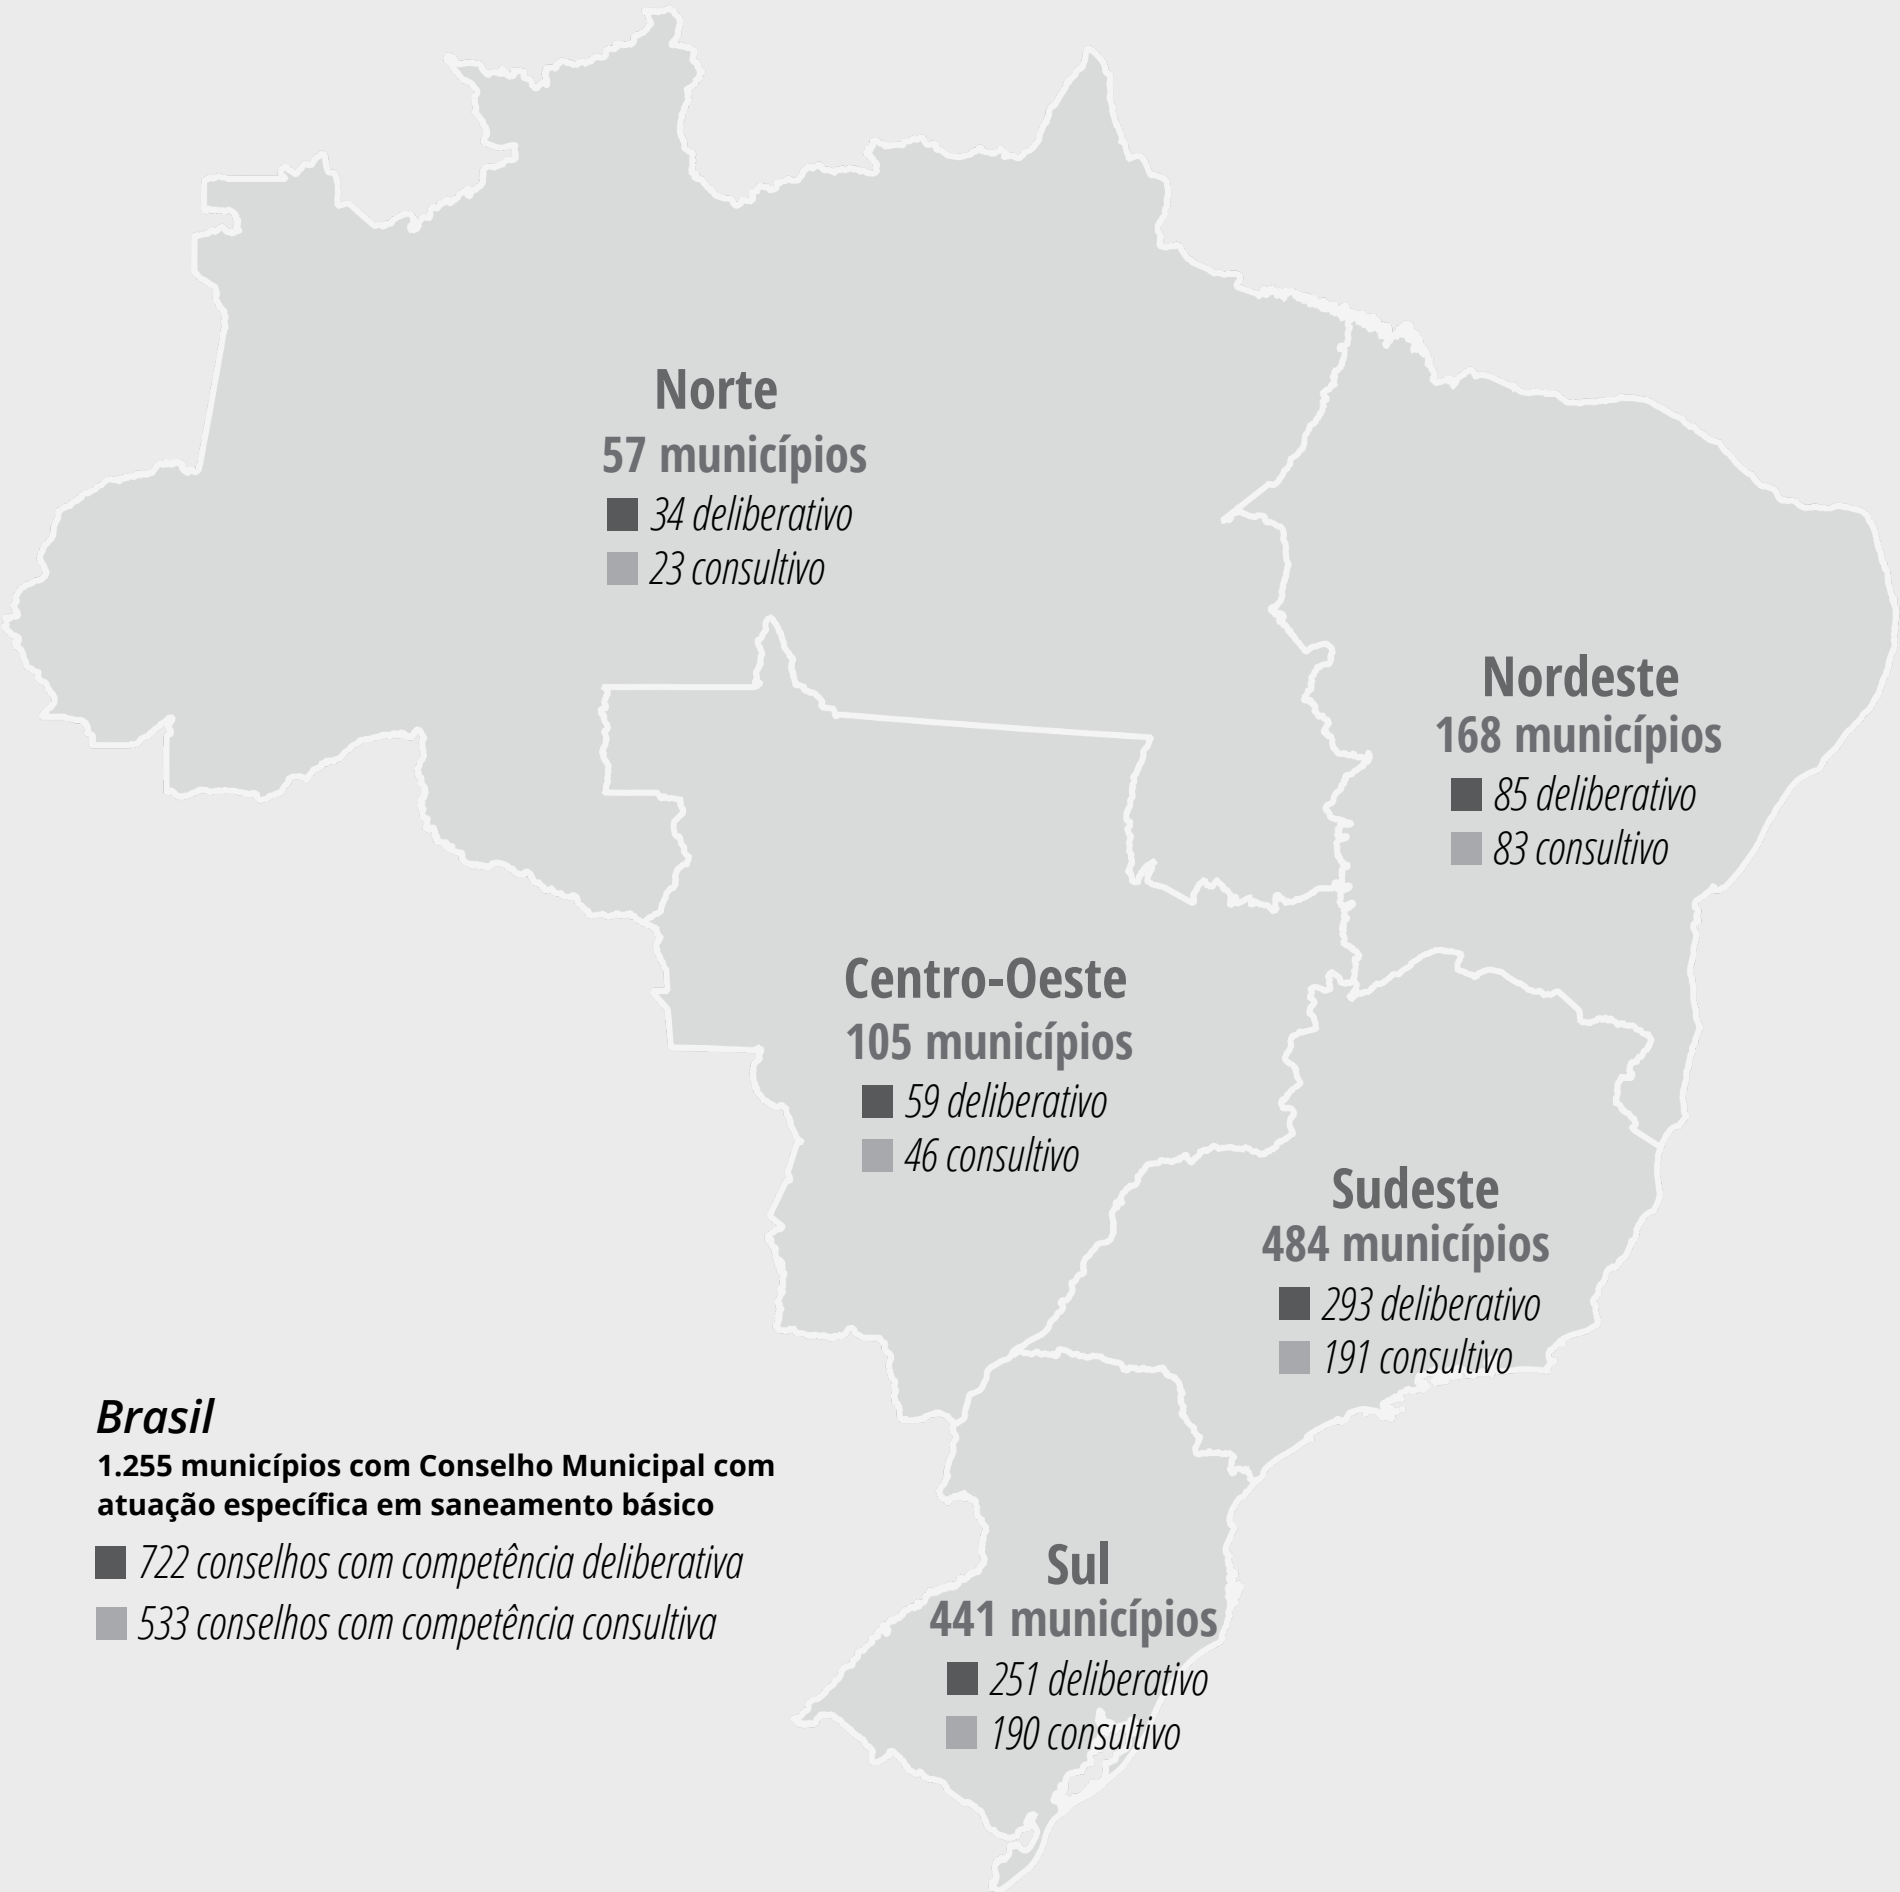 Norte
57 municípios
34 deliberativo
23 consultivo
Nordeste
168 municípios
85 deliberativo
83 consultivo
Centro-Oeste
105 municípios
59 deliberativo
46 consultivo
Sudeste
484 municípios
293 deliberativo
191 consultivo
Brasil
1.255 municípios com Conselho Municipal com
atuação específica em saneamento básico
722 conselhos com competência deliberativa
533 conselhos com competência consultiva
Sul
441 municípios
251 deliberativo
190 consultivo